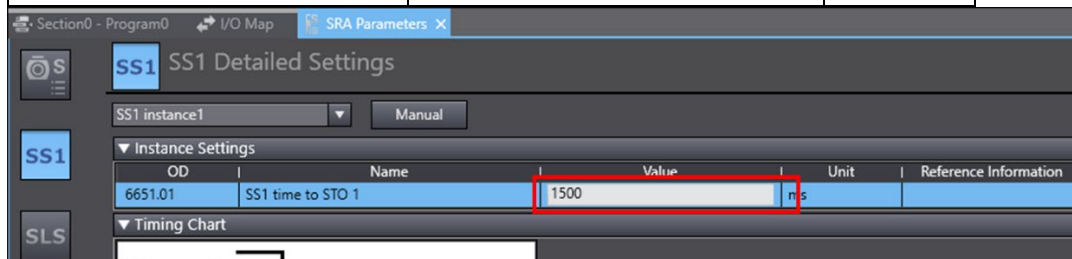 Section0 - Program0 I/O Map SRA Parameters ×
S
SS1 SS1 Detailed Settings
SS1 instance1 ▼ Manual
SS1
▼ Instance Settings
OD | Name | Value | Unit | Reference Information
6651.01 SS1 time to STO 1 1500 ms
▼ Timing Chart
SLS